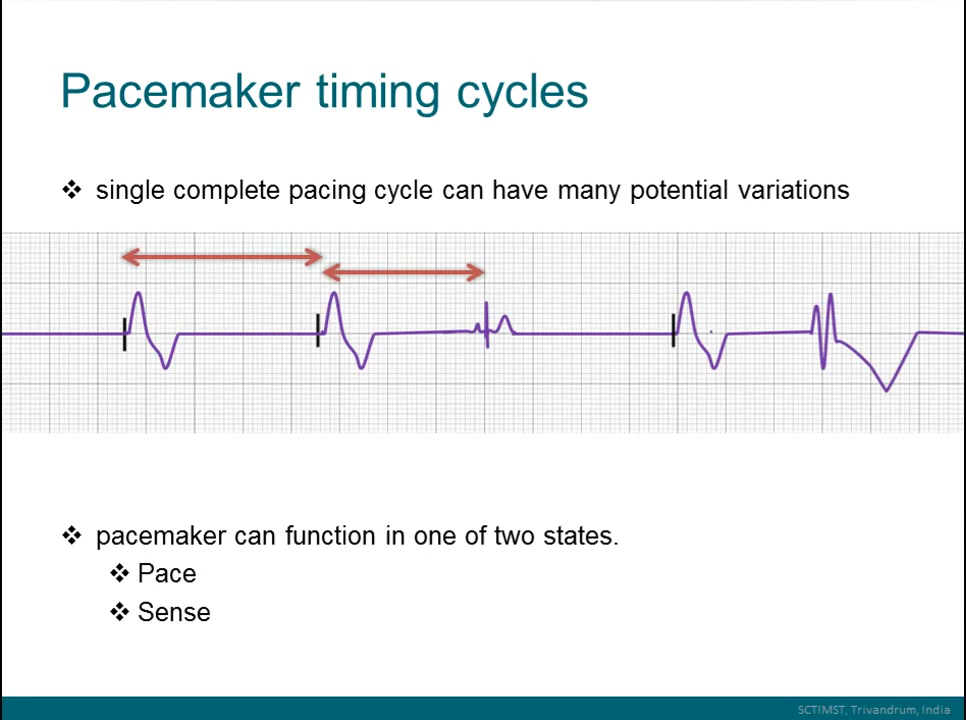 Pacemaker timing cycles
❖ single complete pacing cycle can have many potential variations
❖ pacemaker can function in one of two states.
❖ Pace
❖ Sense
SCTIMST, Trivandrum, India